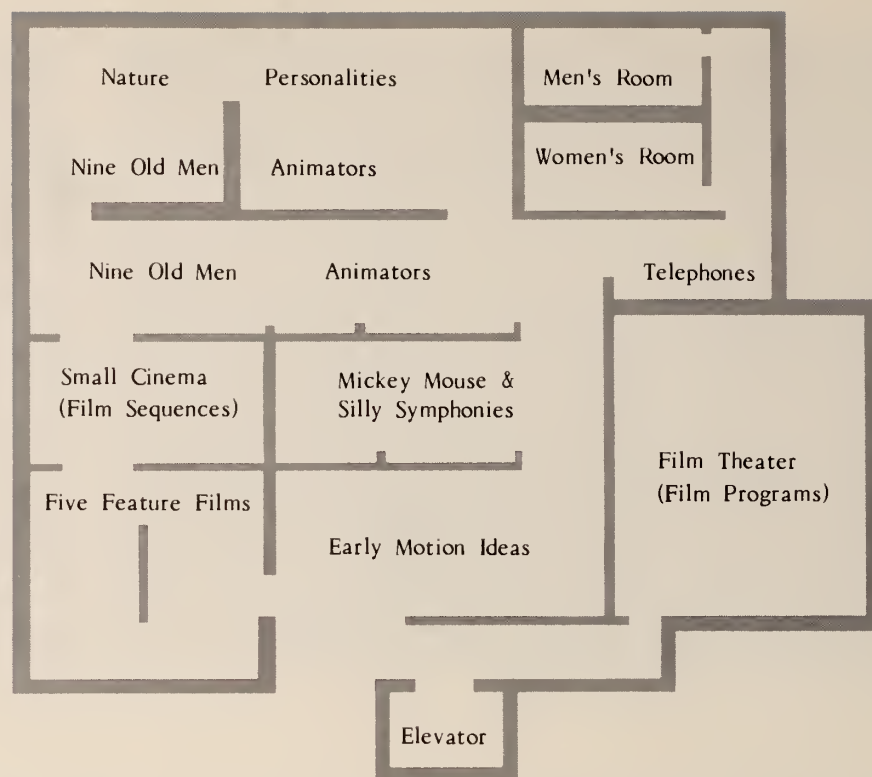 Nature
Personalities
Men's Room
Nine Old Men
Animators
Women's Room
Nine Old Men
Animators
Telephones
Small Cinema
(Film Sequences)
Mickey Mouse &
Silly Symphonies
Film Theater
(Film Programs)
Five Feature Films
Early Motion Ideas
Elevator